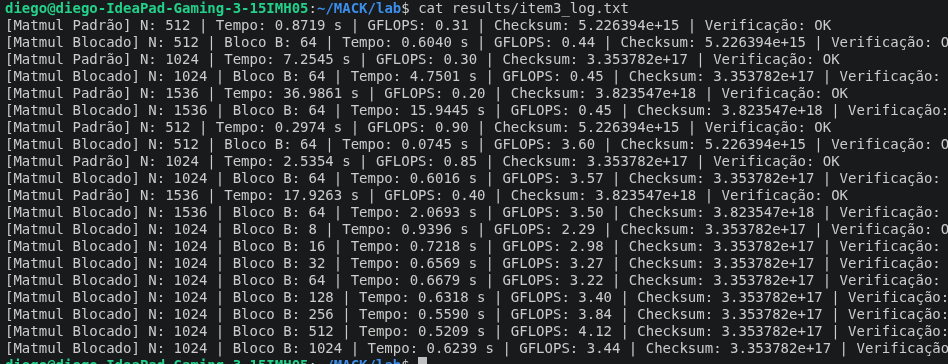 diego@diego-IdeaPad-Gaming-3-15IMH05:~/MACK/lab$ cat results/item3_log.txt
[Matmul Padrão] N: 512 | Tempo: 0.8719 s | GFLOPS: 0.31 | Checksum: 5.226394e+15 | Verificação: OK
[Matmul Blocado] N: 512 | Bloco B: 64 | Tempo: 0.6040 s | GFLOPS: 0.44 | Checksum: 5.226394e+15 | Verificação: O
[Matmul Padrão] N: 1024 | Tempo: 7.2545 s | GFLOPS: 0.30 | Checksum: 3.353782e+17 | Verificação: OK
[Matmul Blocado] N: 1024 | Bloco B: 64 | Tempo: 4.7501 s | GFLOPS: 0.45 | Checksum: 3.353782e+17 | Verificação:
[Matmul Padrão] N: 1536 | Tempo: 36.9861 s | GFLOPS: 0.20 | Checksum: 3.823547e+18 | Verificação: OK
[Matmul Blocado] N: 1536 | Bloco B: 64 | Tempo: 15.9445 s | GFLOPS: 0.45 | Checksum: 3.823547e+18 | Verificação:
[Matmul Padrão] N: 512 | Tempo: 0.2974 s | GFLOPS: 0.90 | Checksum: 5.226394e+15 | Verificação: OK
[Matmul Blocado] N: 512 | Bloco B: 64 | Tempo: 0.0745 s | GFLOPS: 3.60 | Checksum: 5.226394e+15 | Verificação: O
[Matmul Padrão] N: 1024 | Tempo: 2.5354 s | GFLOPS: 0.85 | Checksum: 3.353782e+17 | Verificação: OK
[Matmul Blocado] N: 1024 | Bloco B: 64 | Tempo: 0.6016 s | GFLOPS: 3.57 | Checksum: 3.353782e+17 | Verificação:
[Matmul Padrão] N: 1536 | Tempo: 17.9263 s | GFLOPS: 0.40 | Checksum: 3.823547e+18 | Verificação: OK
[Matmul Blocado] N: 1536 | Bloco B: 64 | Tempo: 2.0693 s | GFLOPS: 3.50 | Checksum: 3.823547e+18 | Verificação:
[Matmul Blocado] N: 1024 | Bloco B: 8 | Tempo: 0.9396 s | GFLOPS: 2.29 | Checksum: 3.353782e+17 | Verificação:
[Matmul Blocado] N: 1024 | Bloco B: 16 | Tempo: 0.7218 s | GFLOPS: 2.98 | Checksum: 3.353782e+17 | Verificação:
[Matmul Blocado] N: 1024 | Bloco B: 32 | Tempo: 0.6569 s | GFLOPS: 3.27 | Checksum: 3.353782e+17 | Verificação:
[Matmul Blocado] N: 1024 | Bloco B: 64 | Tempo: 0.6679 s | GFLOPS: 3.22 | Checksum: 3.353782e+17 | Verificação:
[Matmul Blocado] N: 1024 | Bloco B: 128 | Tempo: 0.6318 s | GFLOPS: 3.40 | Checksum: 3.353782e+17 | Verificação
[Matmul Blocado] N: 1024 | Bloco B: 256 | Tempo: 0.5590 s | GFLOPS: 3.84 | Checksum: 3.353782e+17 | Verificação
[Matmul Blocado] N: 1024 | Bloco B: 512 | Tempo: 0.5209 s | GFLOPS: 4.12 | Checksum: 3.353782e+17 | Verificação
[Matmul Blocado] N: 1024 | Bloco B: 1024 | Tempo: 0.6239 s | GFLOPS: 3.44 | Checksum: 3.353782e+17 | Verificaçã
diego@diego-IdeaPad-Gaming-3-15IMH05:~/MACK/lab$